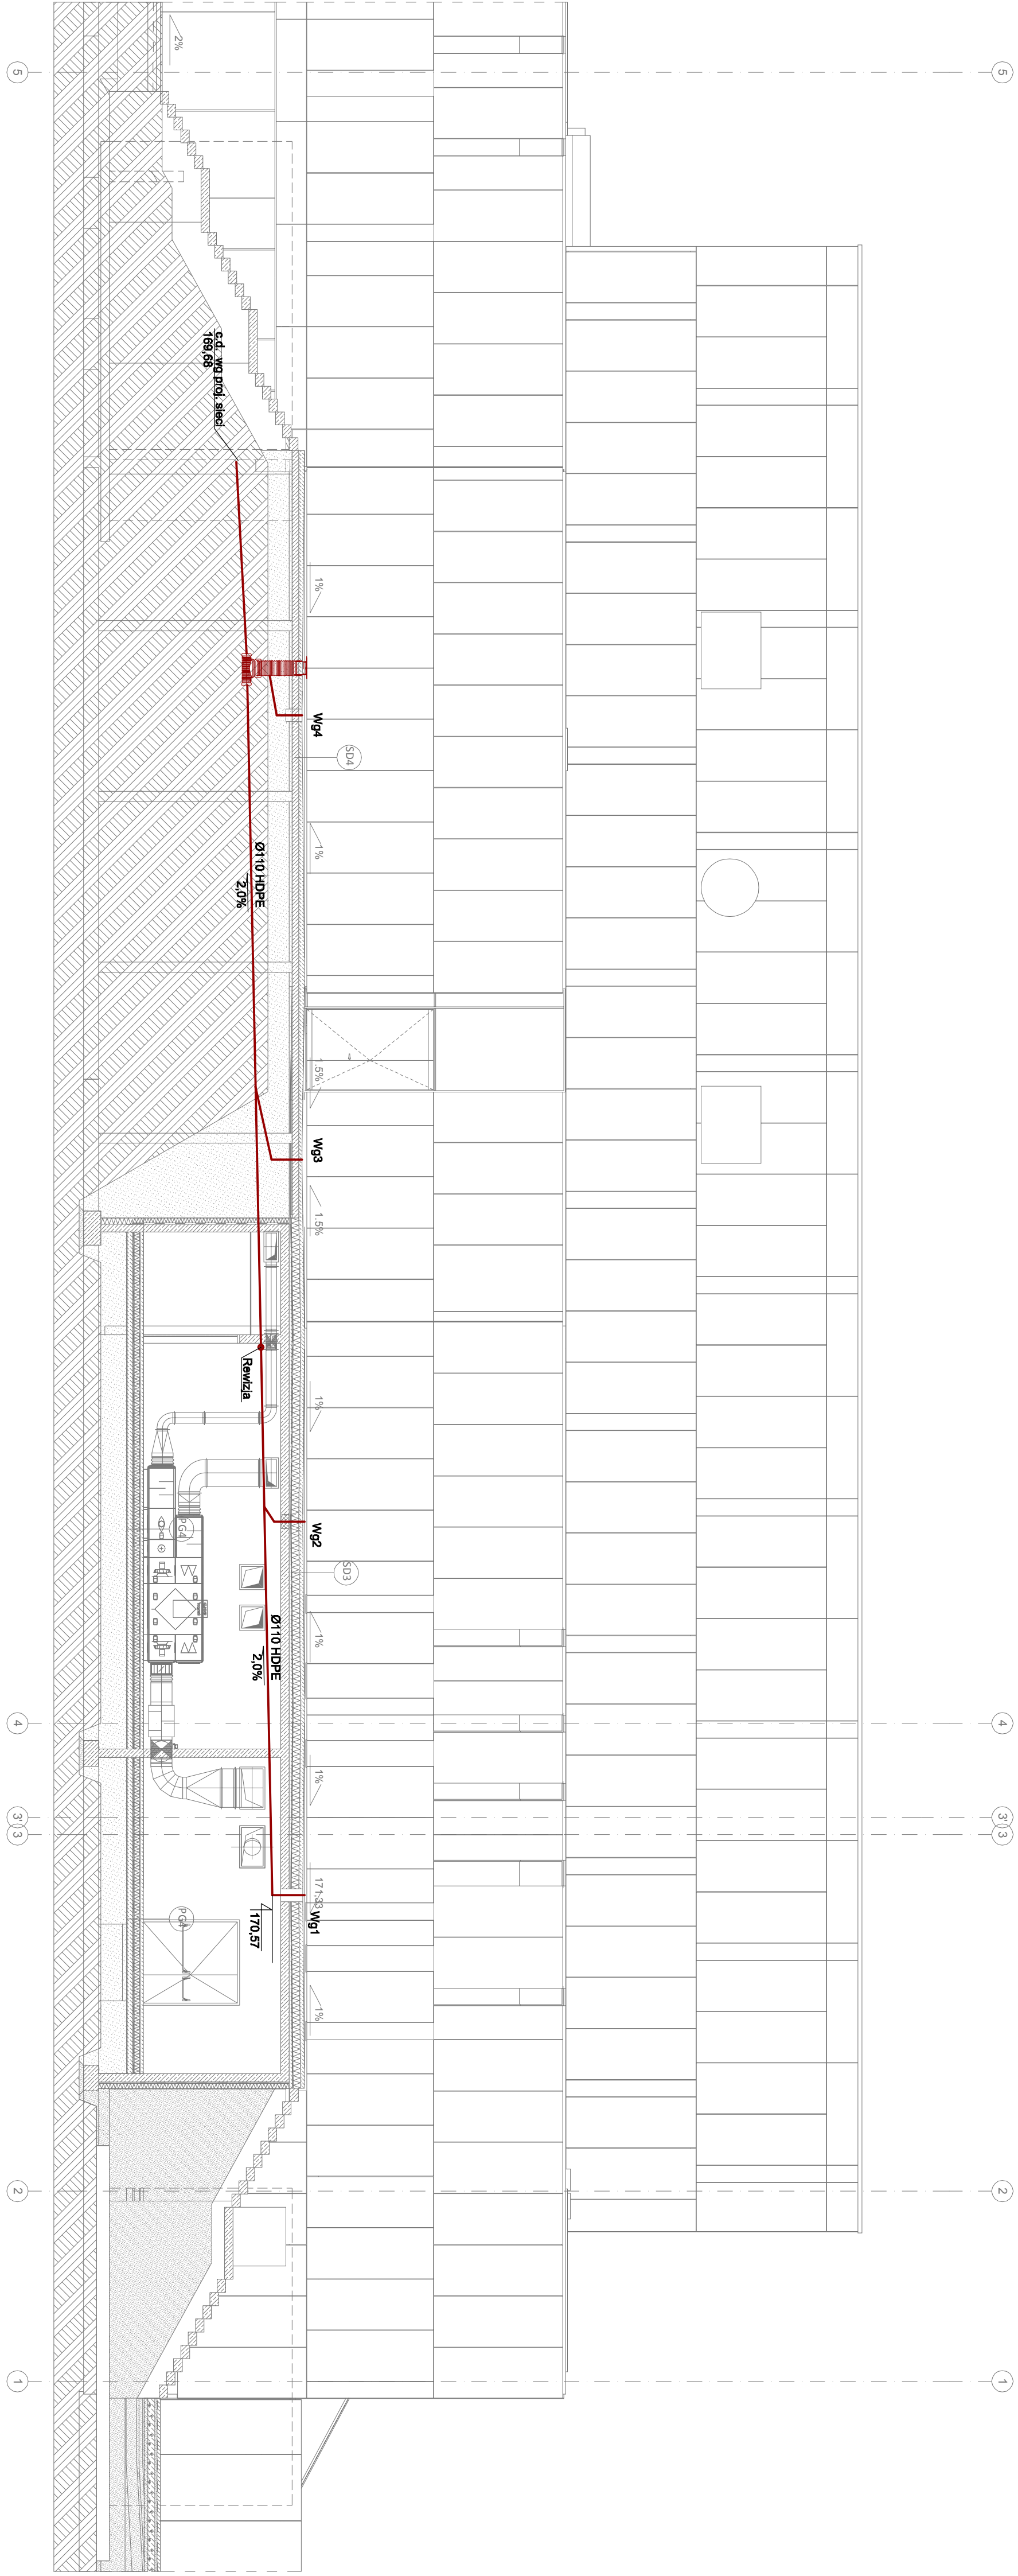 5
5
2%
c.d. wg proj. sieci
169,68
1%
Wg4
SD4
Ø110 HDPE
2,0%
1%
1.5%
Wg3
1.5%
Rewizja
1%
PG4
Wg2
SD3
Ø110 HDPE
2,0%
1%
4
4
1%
3'
3'
3
3
171,33
Wg1
170,57
PG4
1%
2
2
1
1